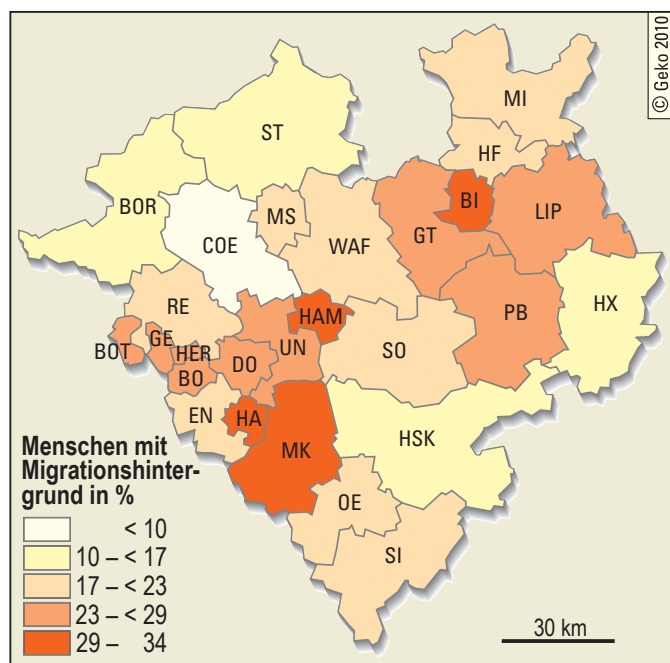 © Geko 2010
MI
ST
HF
BI
BOR
MS
LIP
COE
WAF
GT
RE
HAM
PB
HX
GE
UN
BOT
HER
DO
SO
BO
EN
HA
MK
HSK
OE
SI
Menschen mit
Migrationshinter-
grund in %
< 10
10 – < 17
17 – < 23
23 – < 29
29 – 34
30 km